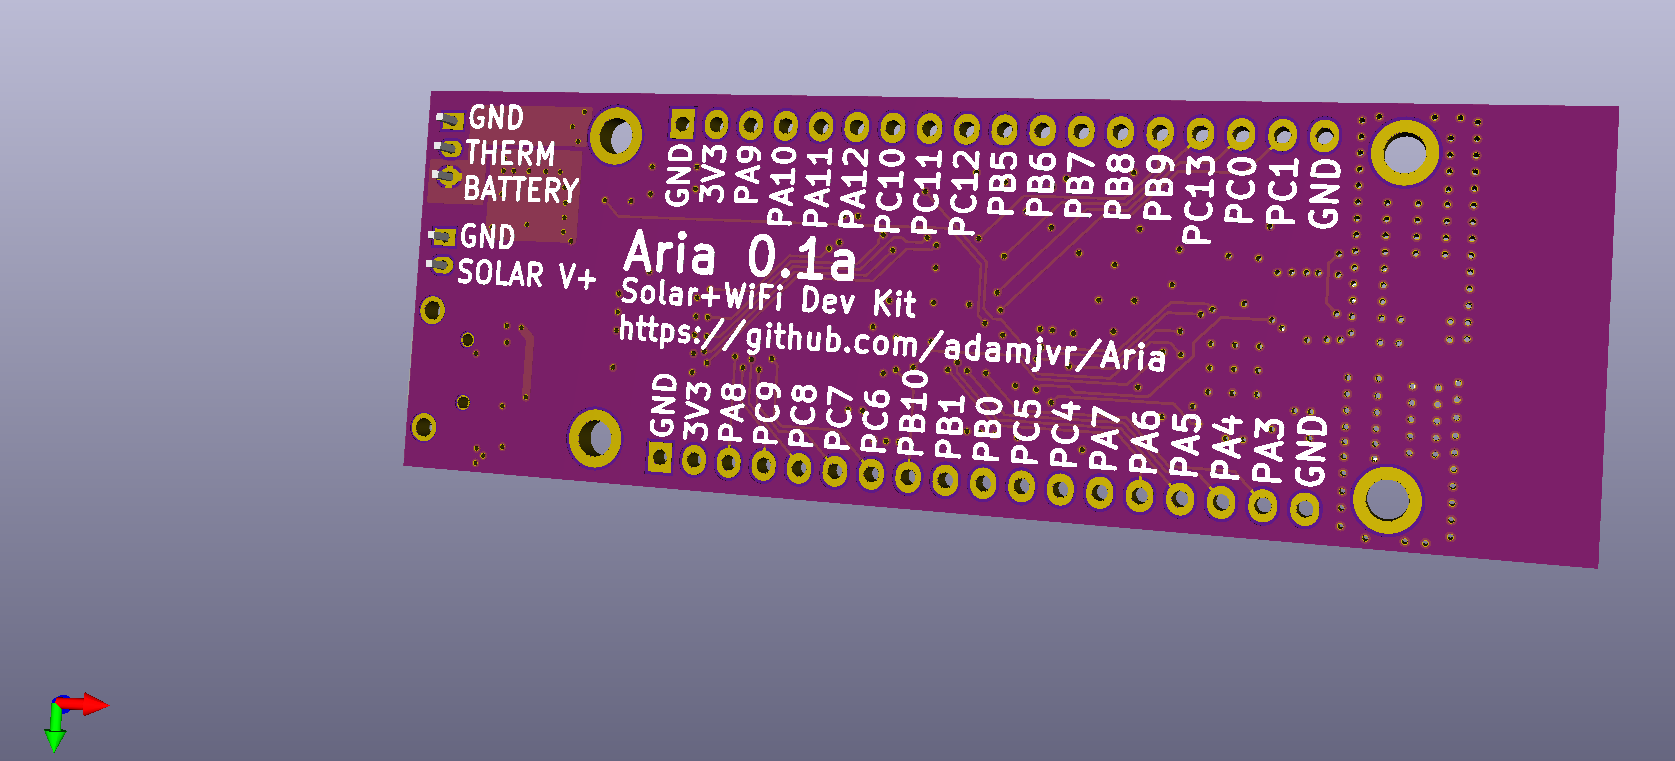 GND
THERM
BATTERY
GND
SOLAR V+
GND
3V3
PA9
PA10
PA11
PA12
PC10
PC11
PC12
PB5
PB6
PB7
PB8
PB9
PC13
PC0
PC1
GND
Aria 0.1a
Solar+WiFi Dev Kit
https://github.com/adamjvr/Aria
GND
3V3
PA8
PC9
PC8
PC7
PC6
PB10
PB1
PB0
PC5
PC4
PA7
PA6
PA5
PA4
PA3
GND